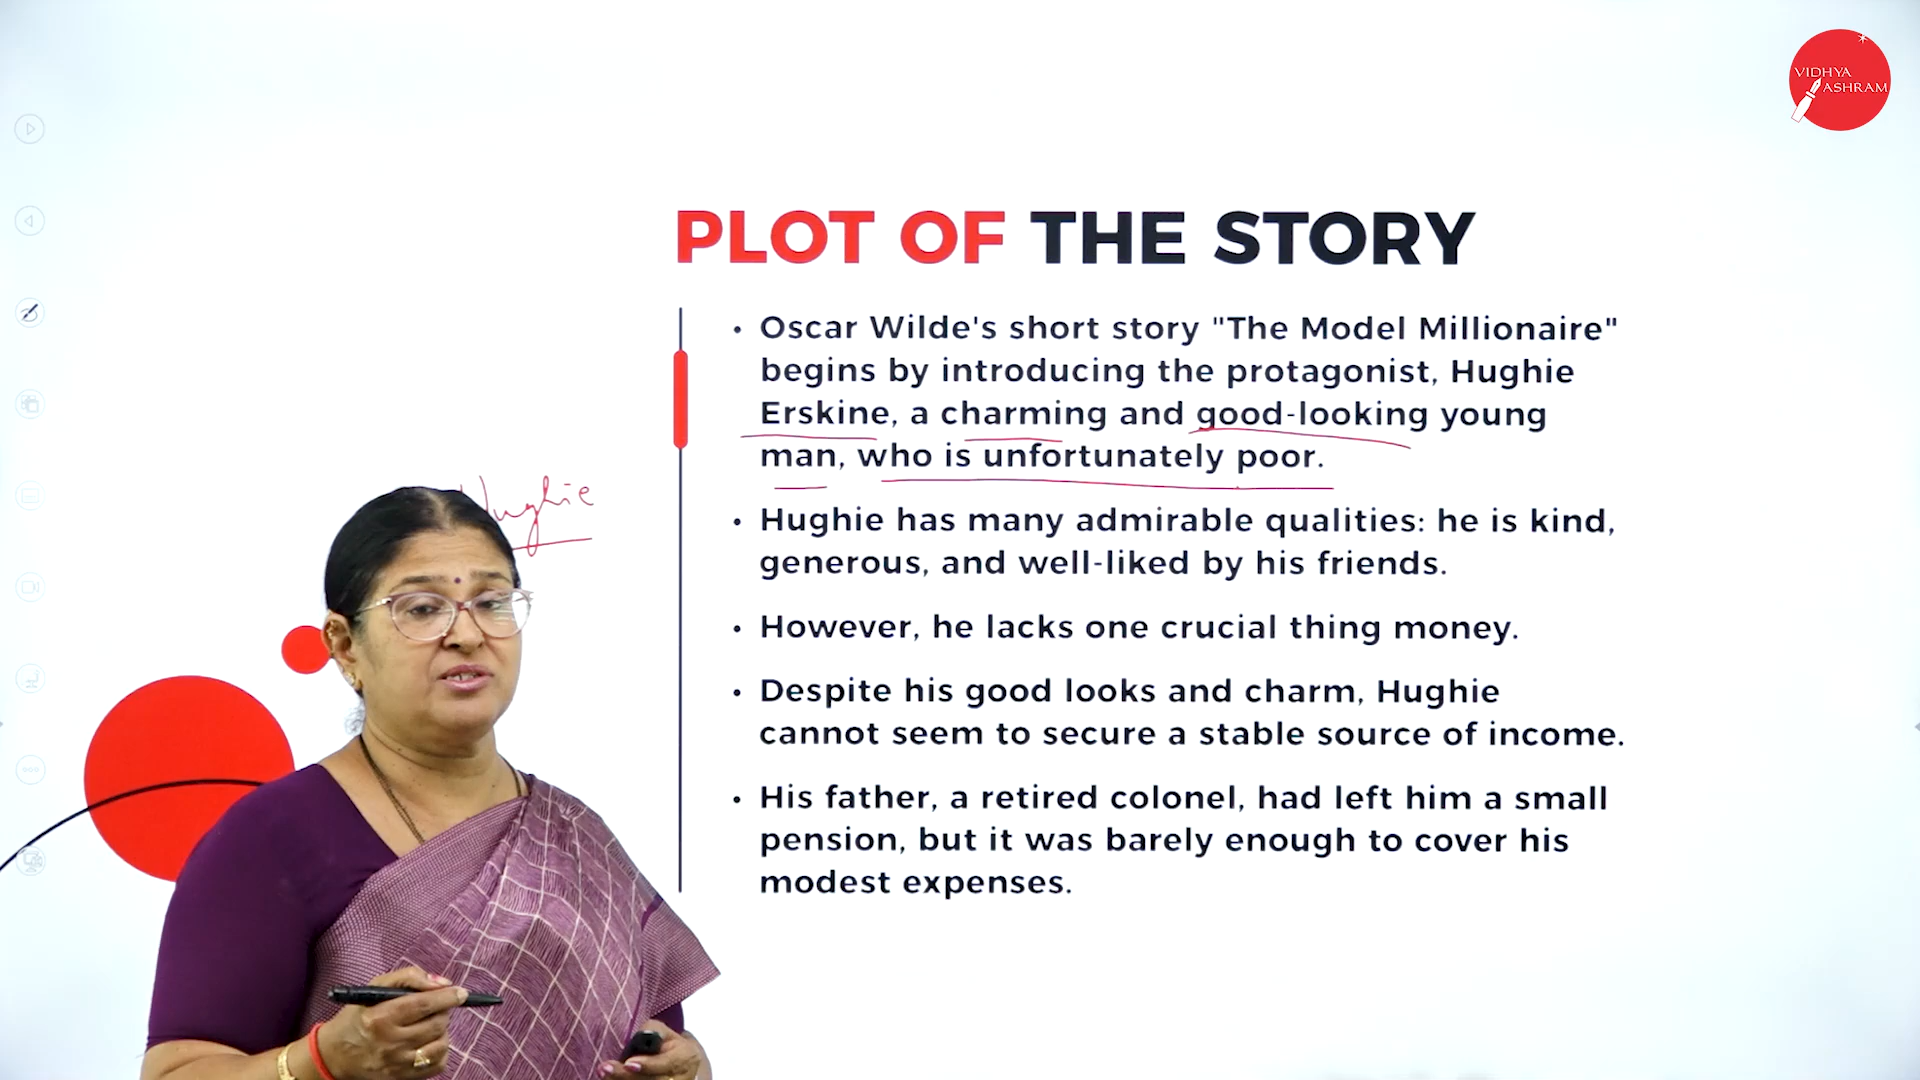 VIDHYA
ASHRAM
PLOT OF THE STORY
• Oscar Wilde's short story "The Model Millionaire"
begins by introducing the protagonist, Hughie
Erskine, a charming and good-looking young
man, who is unfortunately poor.
Hughie
• Hughie has many admirable qualities: he is kind,
generous, and well-liked by his friends.
• However, he lacks one crucial thing money.
• Despite his good looks and charm, Hughie
cannot seem to secure a stable source of income.
• His father, a retired colonel, had left him a small
pension, but it was barely enough to cover his
modest expenses.